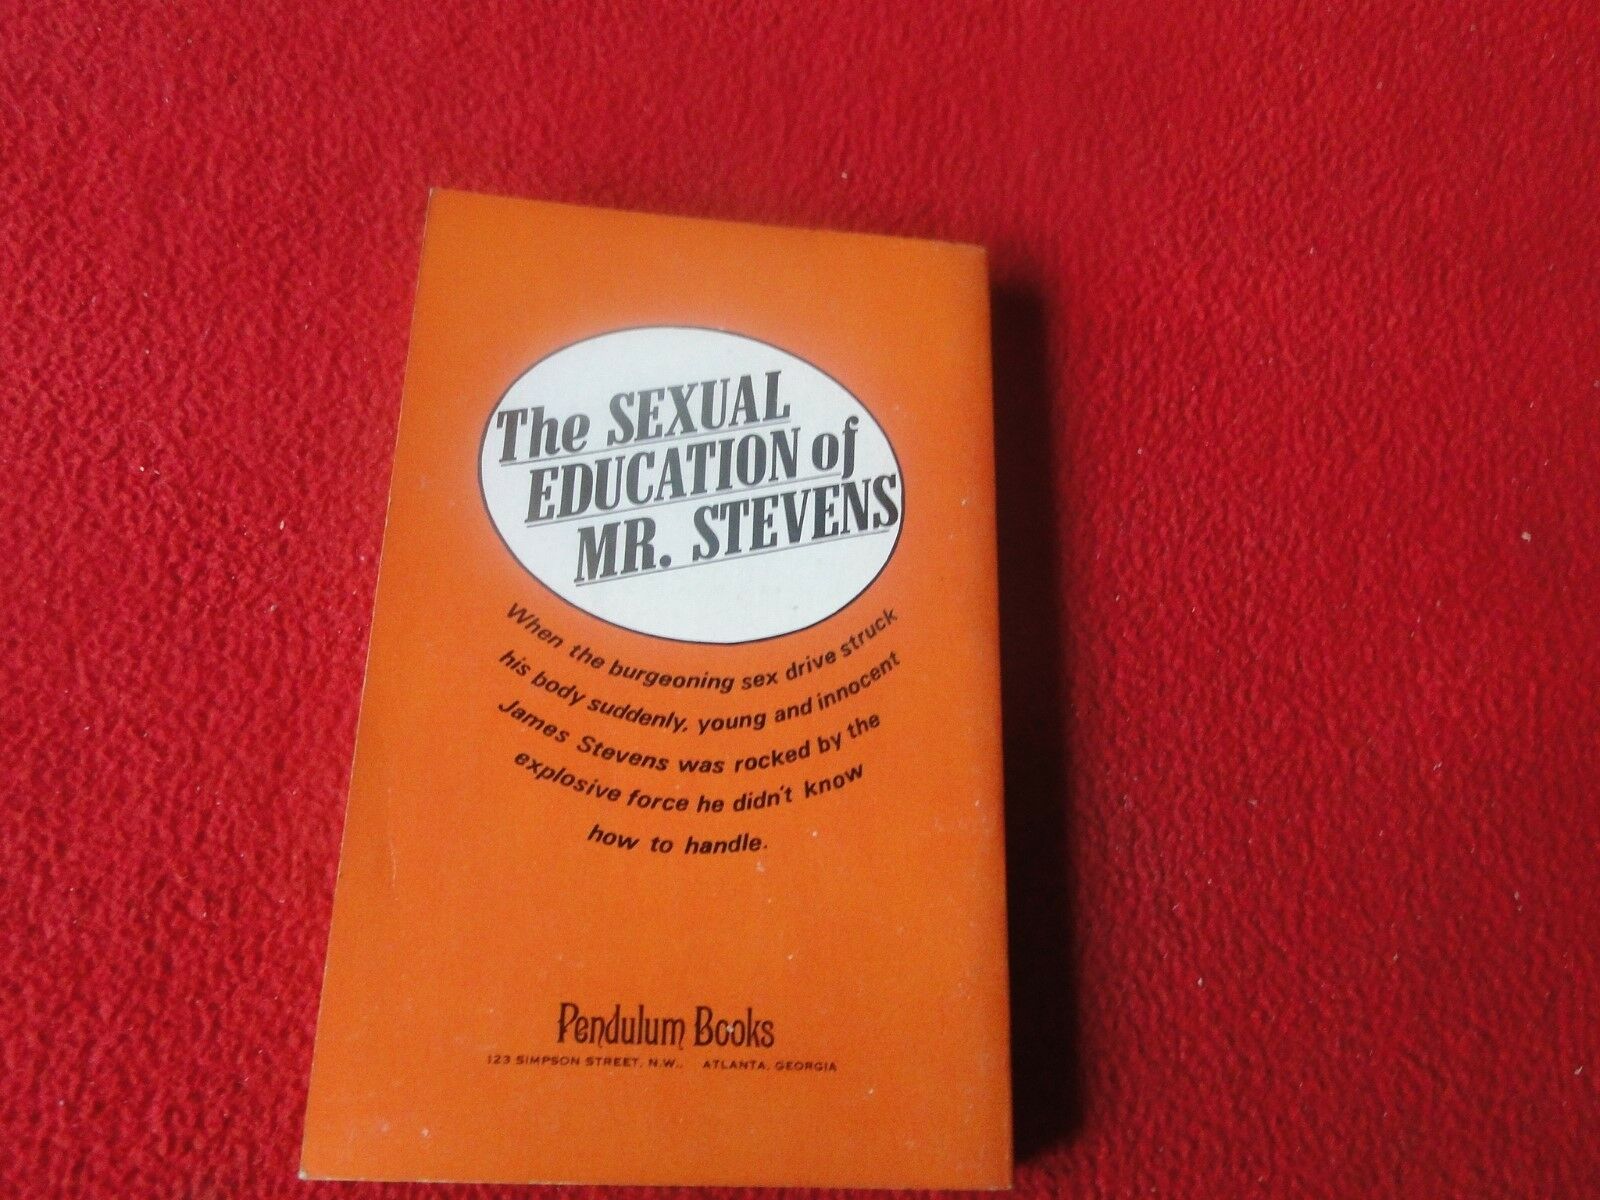 The SEXUAL
EDUCATION of
MR. STEVENS
When the burgeoning sex drive struck
his body suddenly, young and innocent
James Stevens was rocked by the
explosive force he didn't know
how to handle.
Pendulum Books
123 SIMPSON STREET, N.W., ATLANTA, GEORGIA